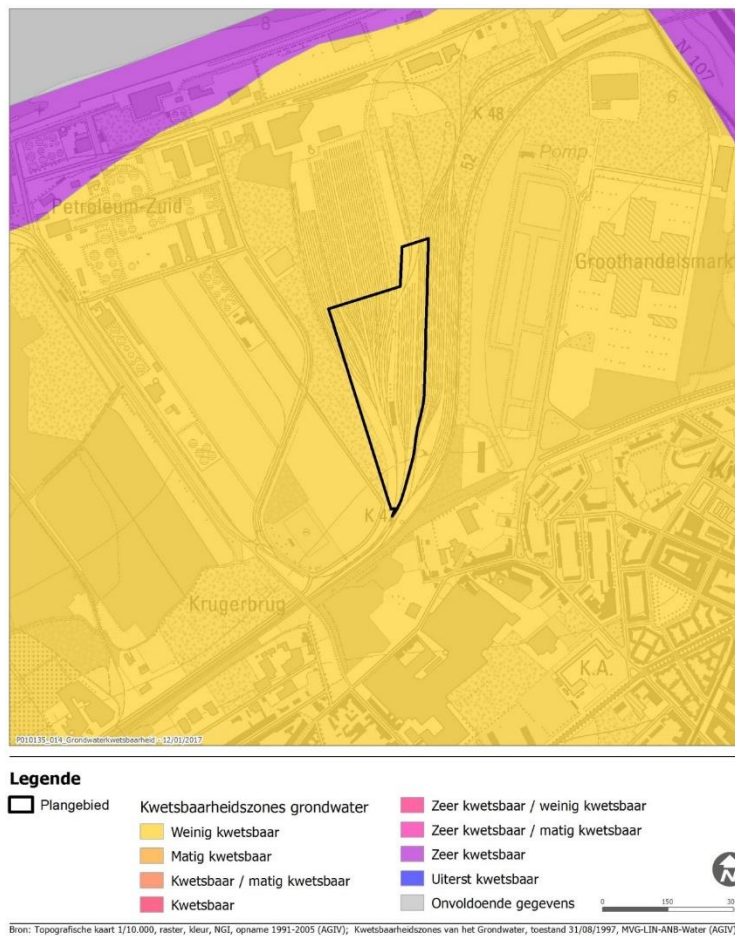 8
N 107
K 48
6
52
Pomp
Petroleum-Zuid
Groothandelsmark
K 4
Krugerbrug
K.A.
P010135_014_Grondwaterkwetsbaarheid - 12/01/2017
Legende
Plangebied
Kwetsbaarheidszones grondwater
Weinig kwetsbaar
Matig kwetsbaar
Kwetsbaar / matig kwetsbaar
Kwetsbaar
Zeer kwetsbaar / weinig kwetsbaar
Zeer kwetsbaar / matig kwetsbaar
Zeer kwetsbaar
Uiterst kwetsbaar
Onvoldoende gegevens
N
0 150 30
Bron: Topografische kaart 1/10.000, raster, kleur, NGI, opname 1991-2005 (AGIV); Kwetsbaarheidszones van het Grondwater, toestand 31/08/1997, MVG-LIN-ANB-Water (AGIV)